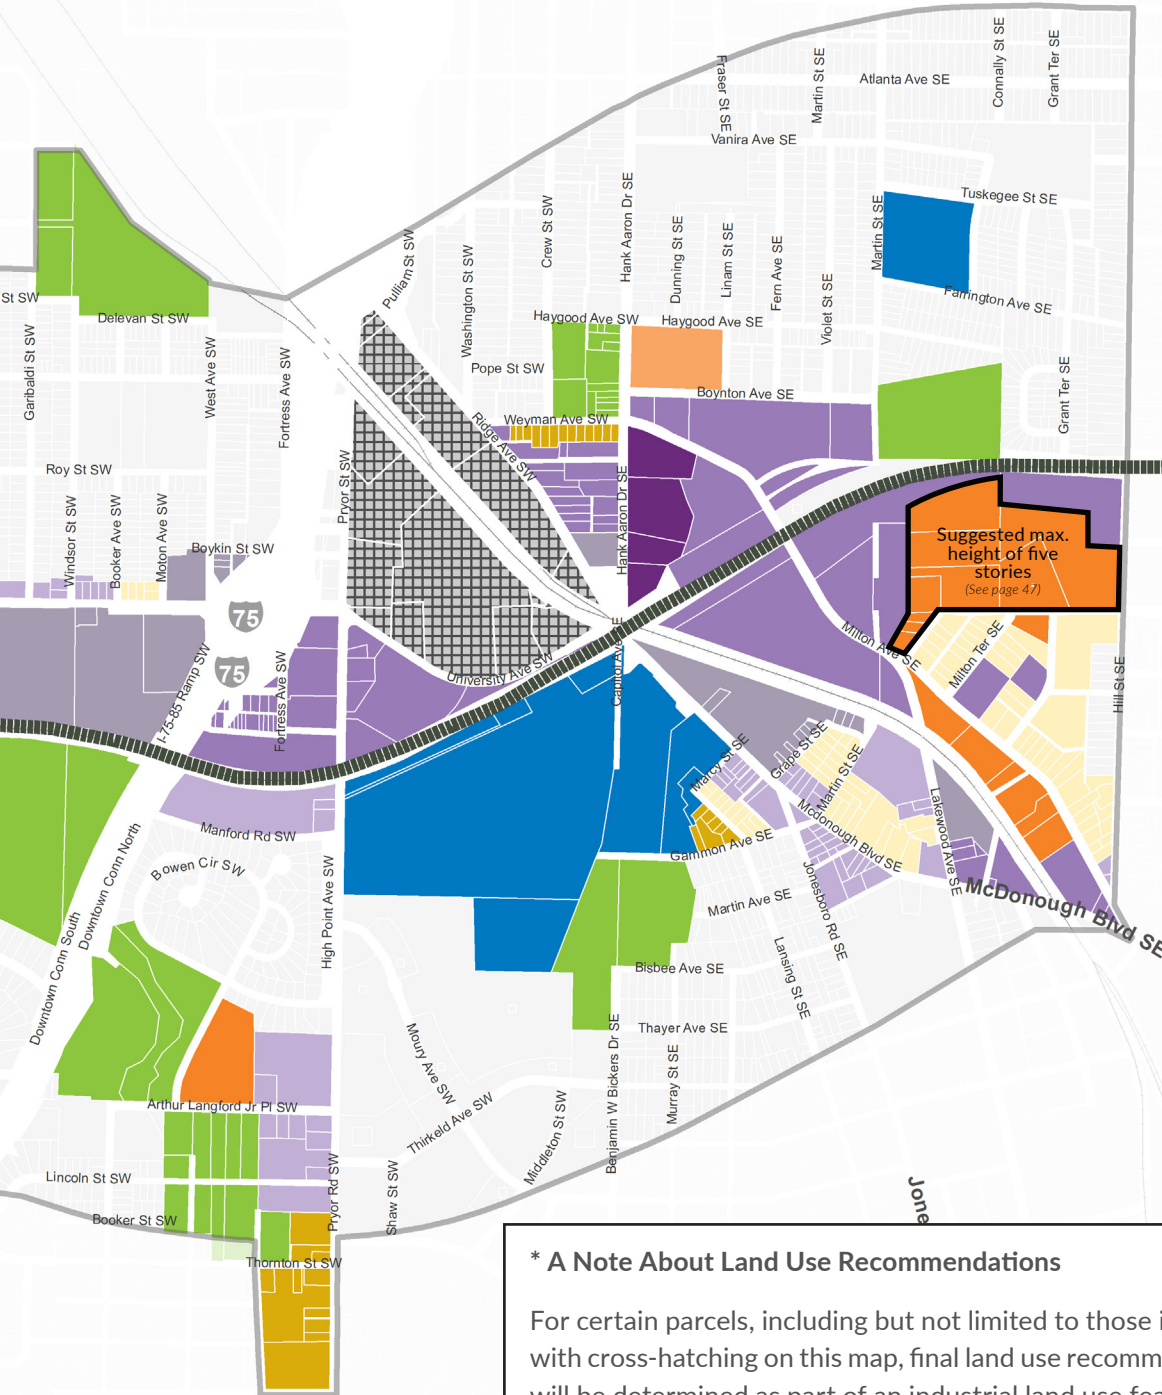 Connally St SE
Grant Ter SE
Martin St SE
Fraser St SE
Atlanta Ave SE
Vanira Ave SE
Tuskegee St SE
Martin St SE
Farrington Ave SE
Hank Aaron Dr SE
Crew St SW
Washington St SW
Pulliam St SW
Dunning St SE
Linam St SE
Fern Ave SE
Violet St SE
St SW
Delevan St SW
Garibaldi St SW
West Ave SW
Fortress Ave SW
Haygood Ave SW
Haygood Ave SE
Pope St SW
Boynton Ave SE
Grant Ter SE
Weyman Ave SW
Ridge Ave SW
Roy St SW
Pryor St SW
Hank Aaron Dr SE
Windsor St SW
Booker Ave SW
Moton Ave SW
Boykin St SW
Suggested max.
height of five
stories
(See page 47)
75
75
I-75-85 Ramp SW
Fortress Ave SW
University Ave SW
Capitol Ave SE
Milton Ave SE
Milton Ter SE
Hill St SE
Marcy St SE
Grape St SE
Martin St SE
Mcdonough Blvd SE
Lakewood Ave SE
Gammon Ave SE
McDonough Blvd SE
Manford Rd SW
Bowen Cir SW
Downtown Conn North
Downtown Conn South
High Point Ave SW
Martin Ave SE
Jonesboro Rd SE
Lansing St SE
Bisbee Ave SE
Thayer Ave SE
Benjamin W Bickers Dr SE
Murray St SE
Moury Ave SW
Thirkeld Ave SW
Middleton St SW
Arthur Langford Jr Pl SW
Lincoln St SW
Booker St SW
Pryor Rd SW
Shaw St SW
Thornton St SW
Jone
* A Note About Land Use Recommendations
For certain parcels, including but not limited to those i
with cross-hatching on this map, final land use recomm
will be determined as part of an industrial land use fea